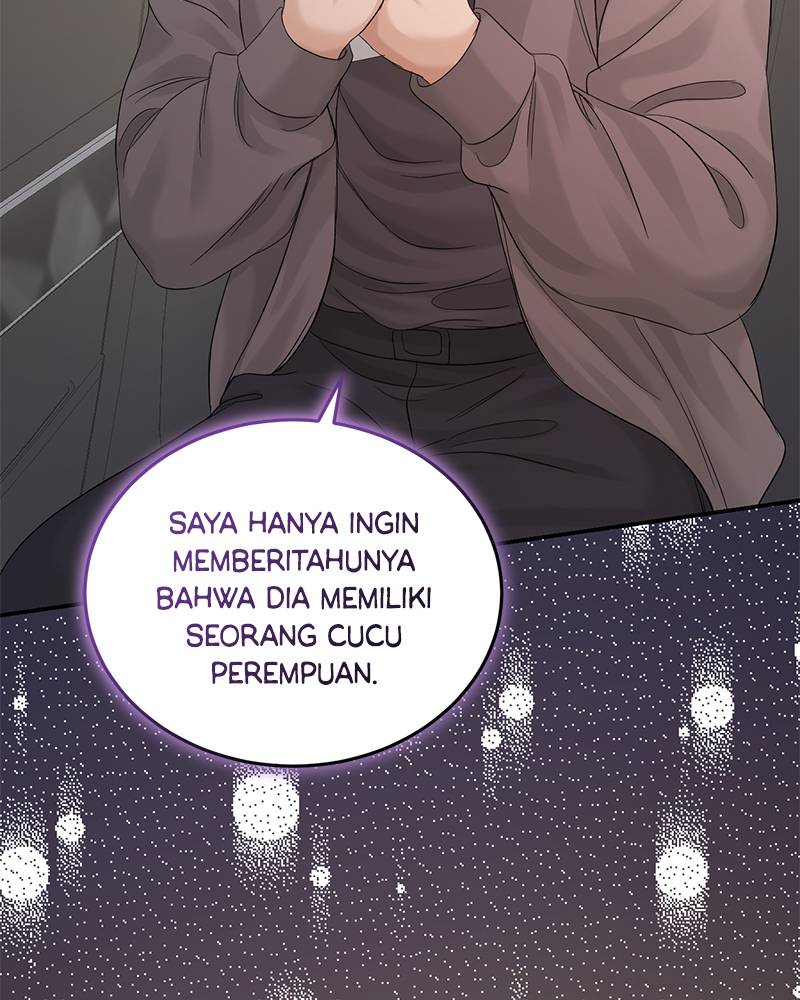 SAYA HANYA INGIN
MEMBERITAHUNYA
BAHWA DIA MEMILIKI
SEORANG CUCU
PEREMPUAN.